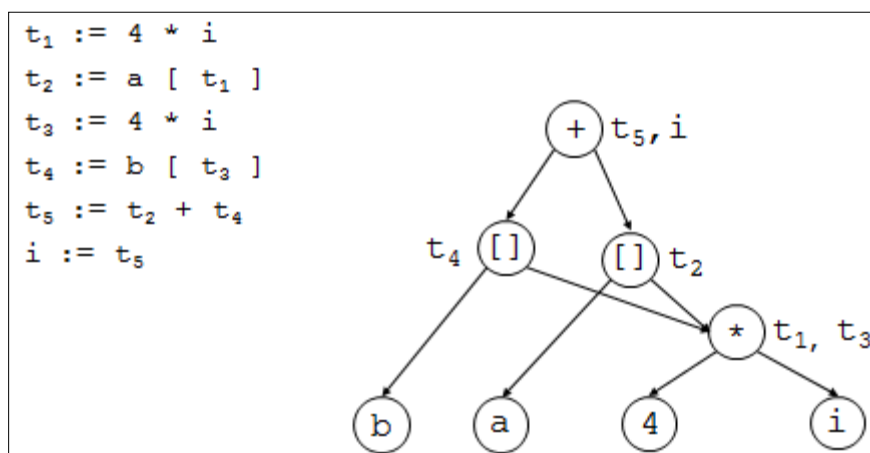 t₁ := 4 * i
t₂ := a [ t₁ ]
t₃ := 4 * i
t₄ := b [ t₃ ]
t₅ := t₂ + t₄
i := t₅
+ t₅,i
t₄ [] [] t₂
* t₁, t₃
b a 4 i